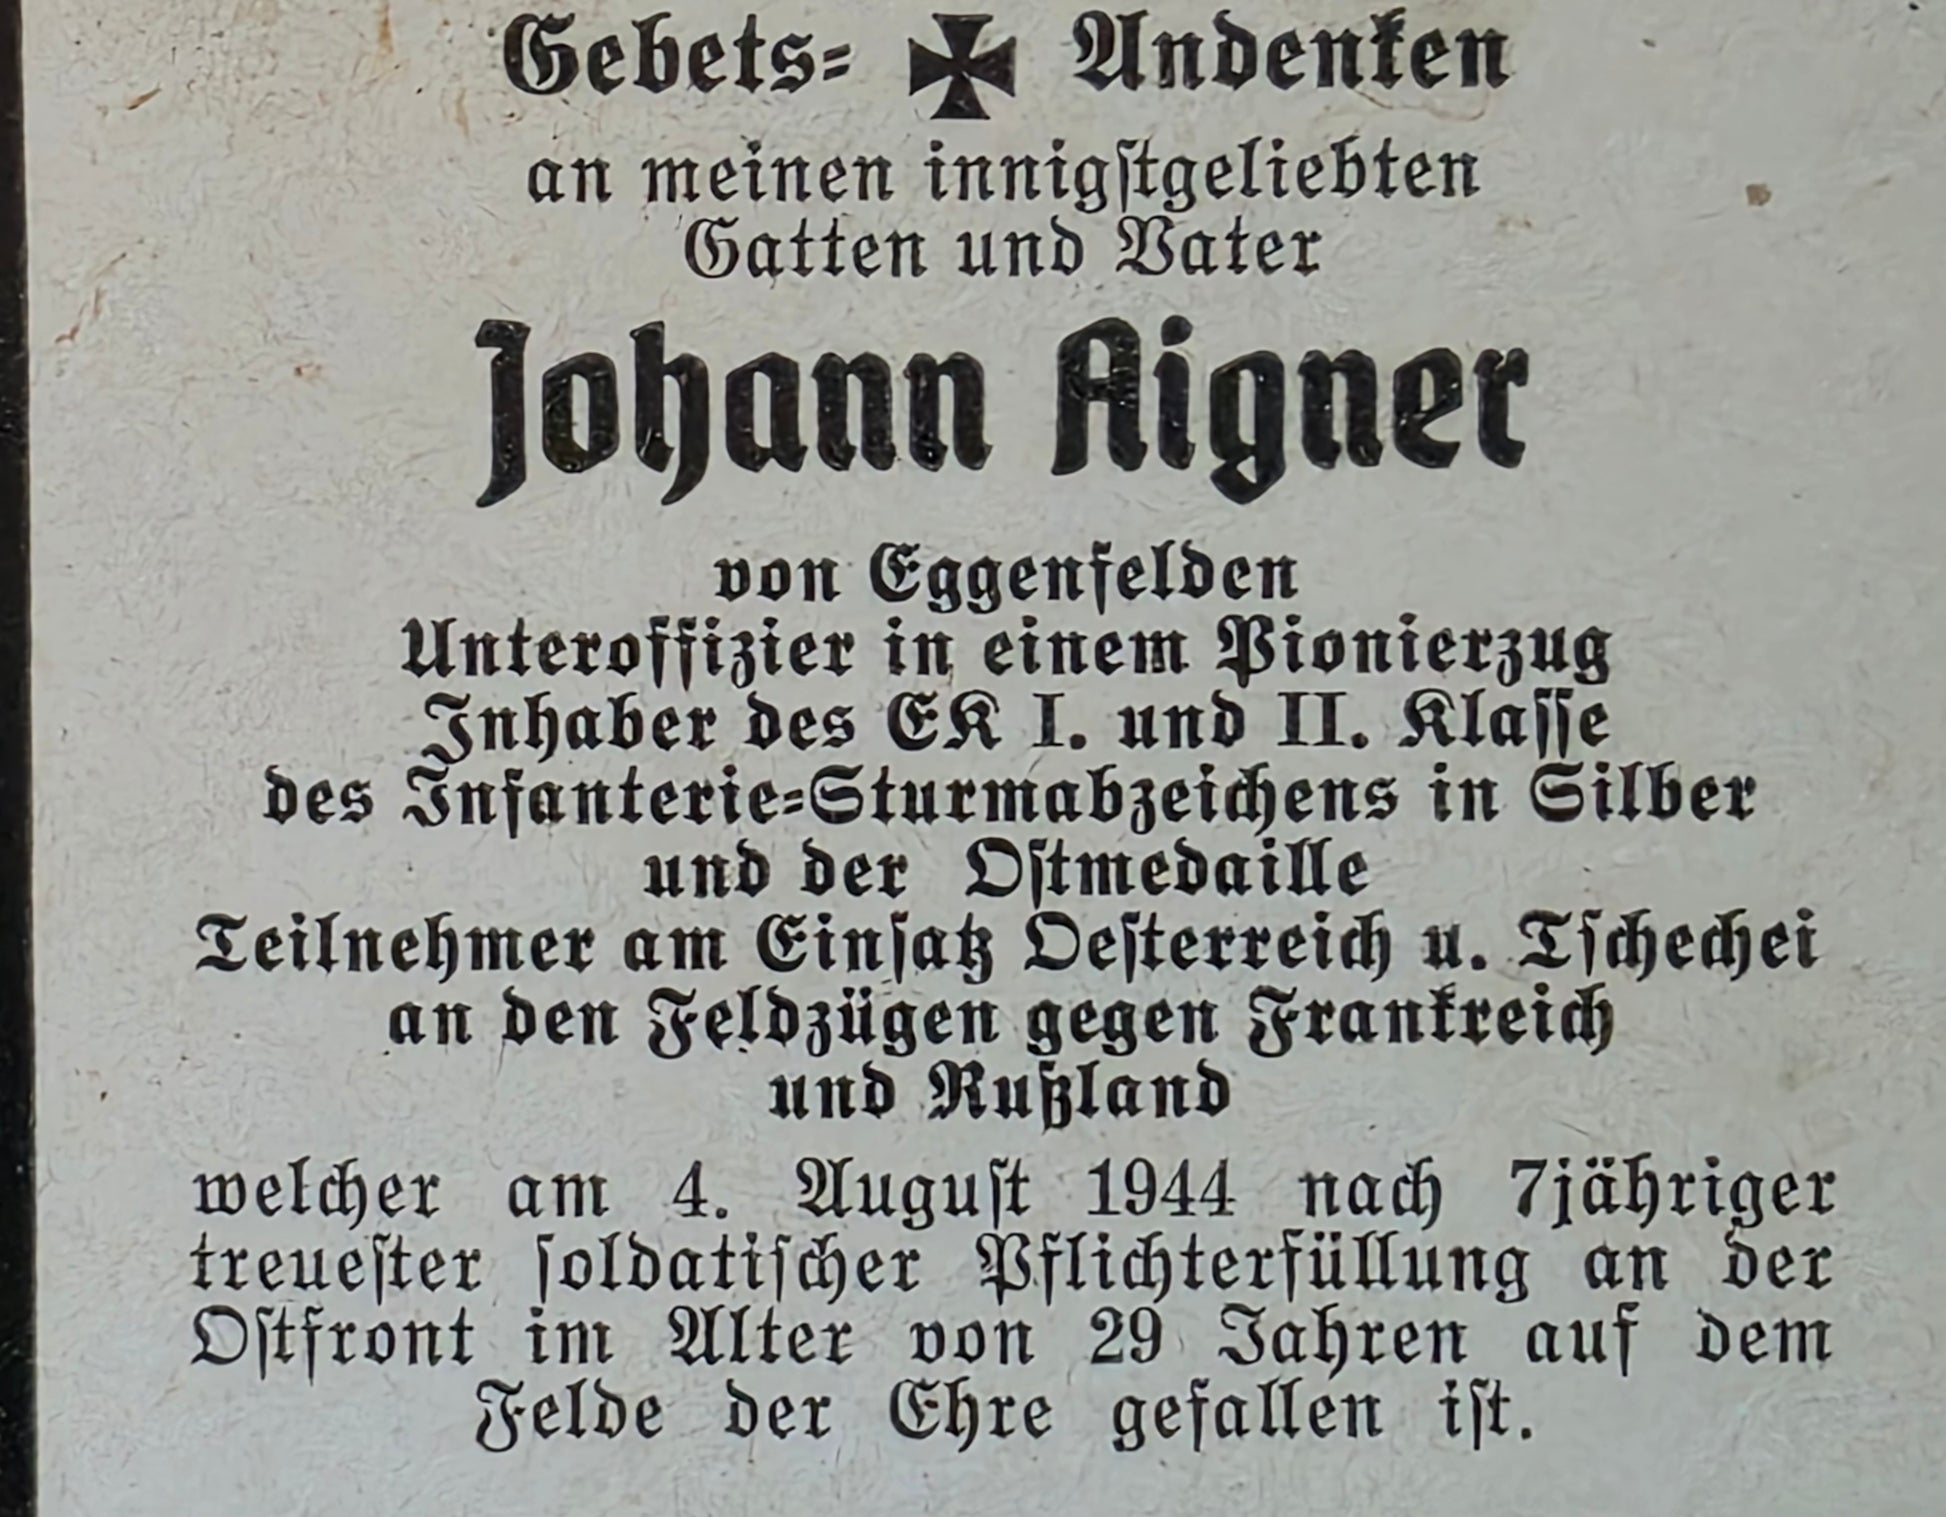 Gebets- Andenken
an meinen innigstgeliebten
Gatten und Vater
Johann Aigner
von Eggenfelden
Unteroffizier in einem Pionierzug
Inhaber des EK I. und II. Klasse
des Infanterie-Sturmabzeichens in Silber
und der Ostmedaille
Teilnehmer am Einsatz Oesterreich u. Tschechei
an den Feldzügen gegen Frankreich
und Rußland
welcher am 4. August 1944 nach 7jähriger
treuester soldatischer Pflichterfüllung an der
Ostfront im Alter von 29 Jahren auf dem
Felde der Ehre gefallen ist.